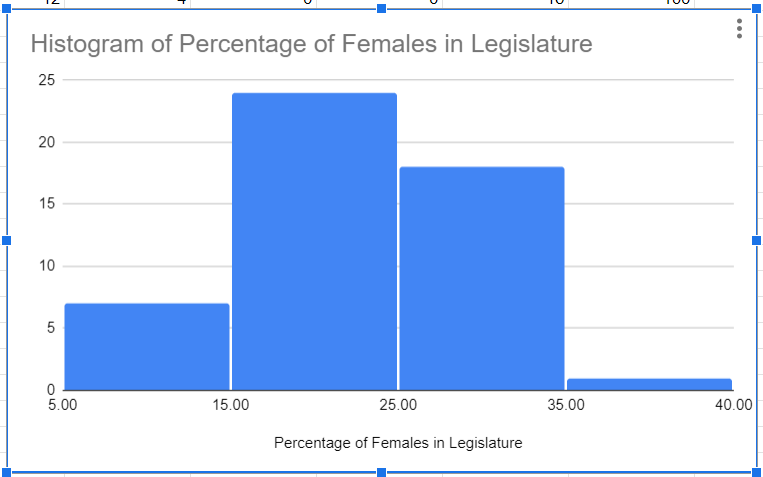 Histogram of Percentage of Females in Legislature
25
20
15
10
5
0
5.00 15.00 25.00 35.00 40.00
Percentage of Females in Legislature